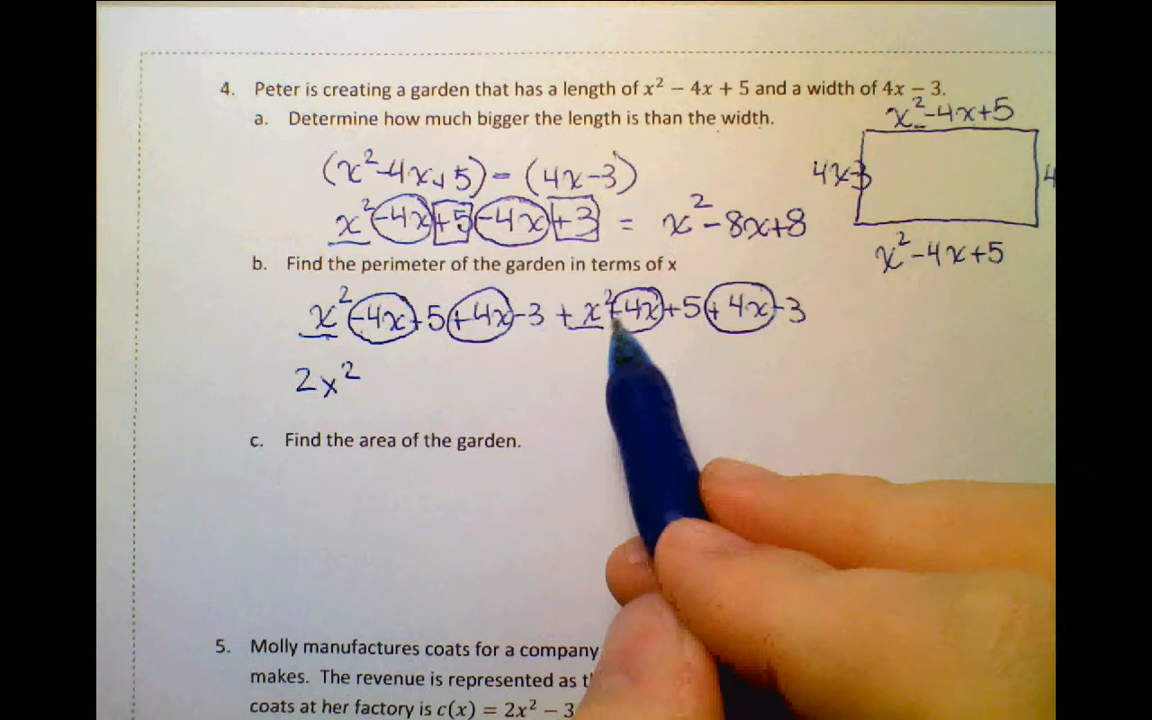 4. Peter is creating a garden that has a length of x² − 4x + 5 and a width of 4x − 3.
a. Determine how much bigger the length is than the width.
x²-4x+5
(x²-4x+5)-(4x-3)
4x-3
4
x²-4x+5-4x+3 = x²-8x+8
x²-4x+5
b. Find the perimeter of the garden in terms of x
x²-4x+5+4x-3 + x²-4x+5+4x-3
2x²
c. Find the area of the garden.
5. Molly manufactures coats for a company
makes. The revenue is represented as
coats at her factory is c(x) = 2x² − 3